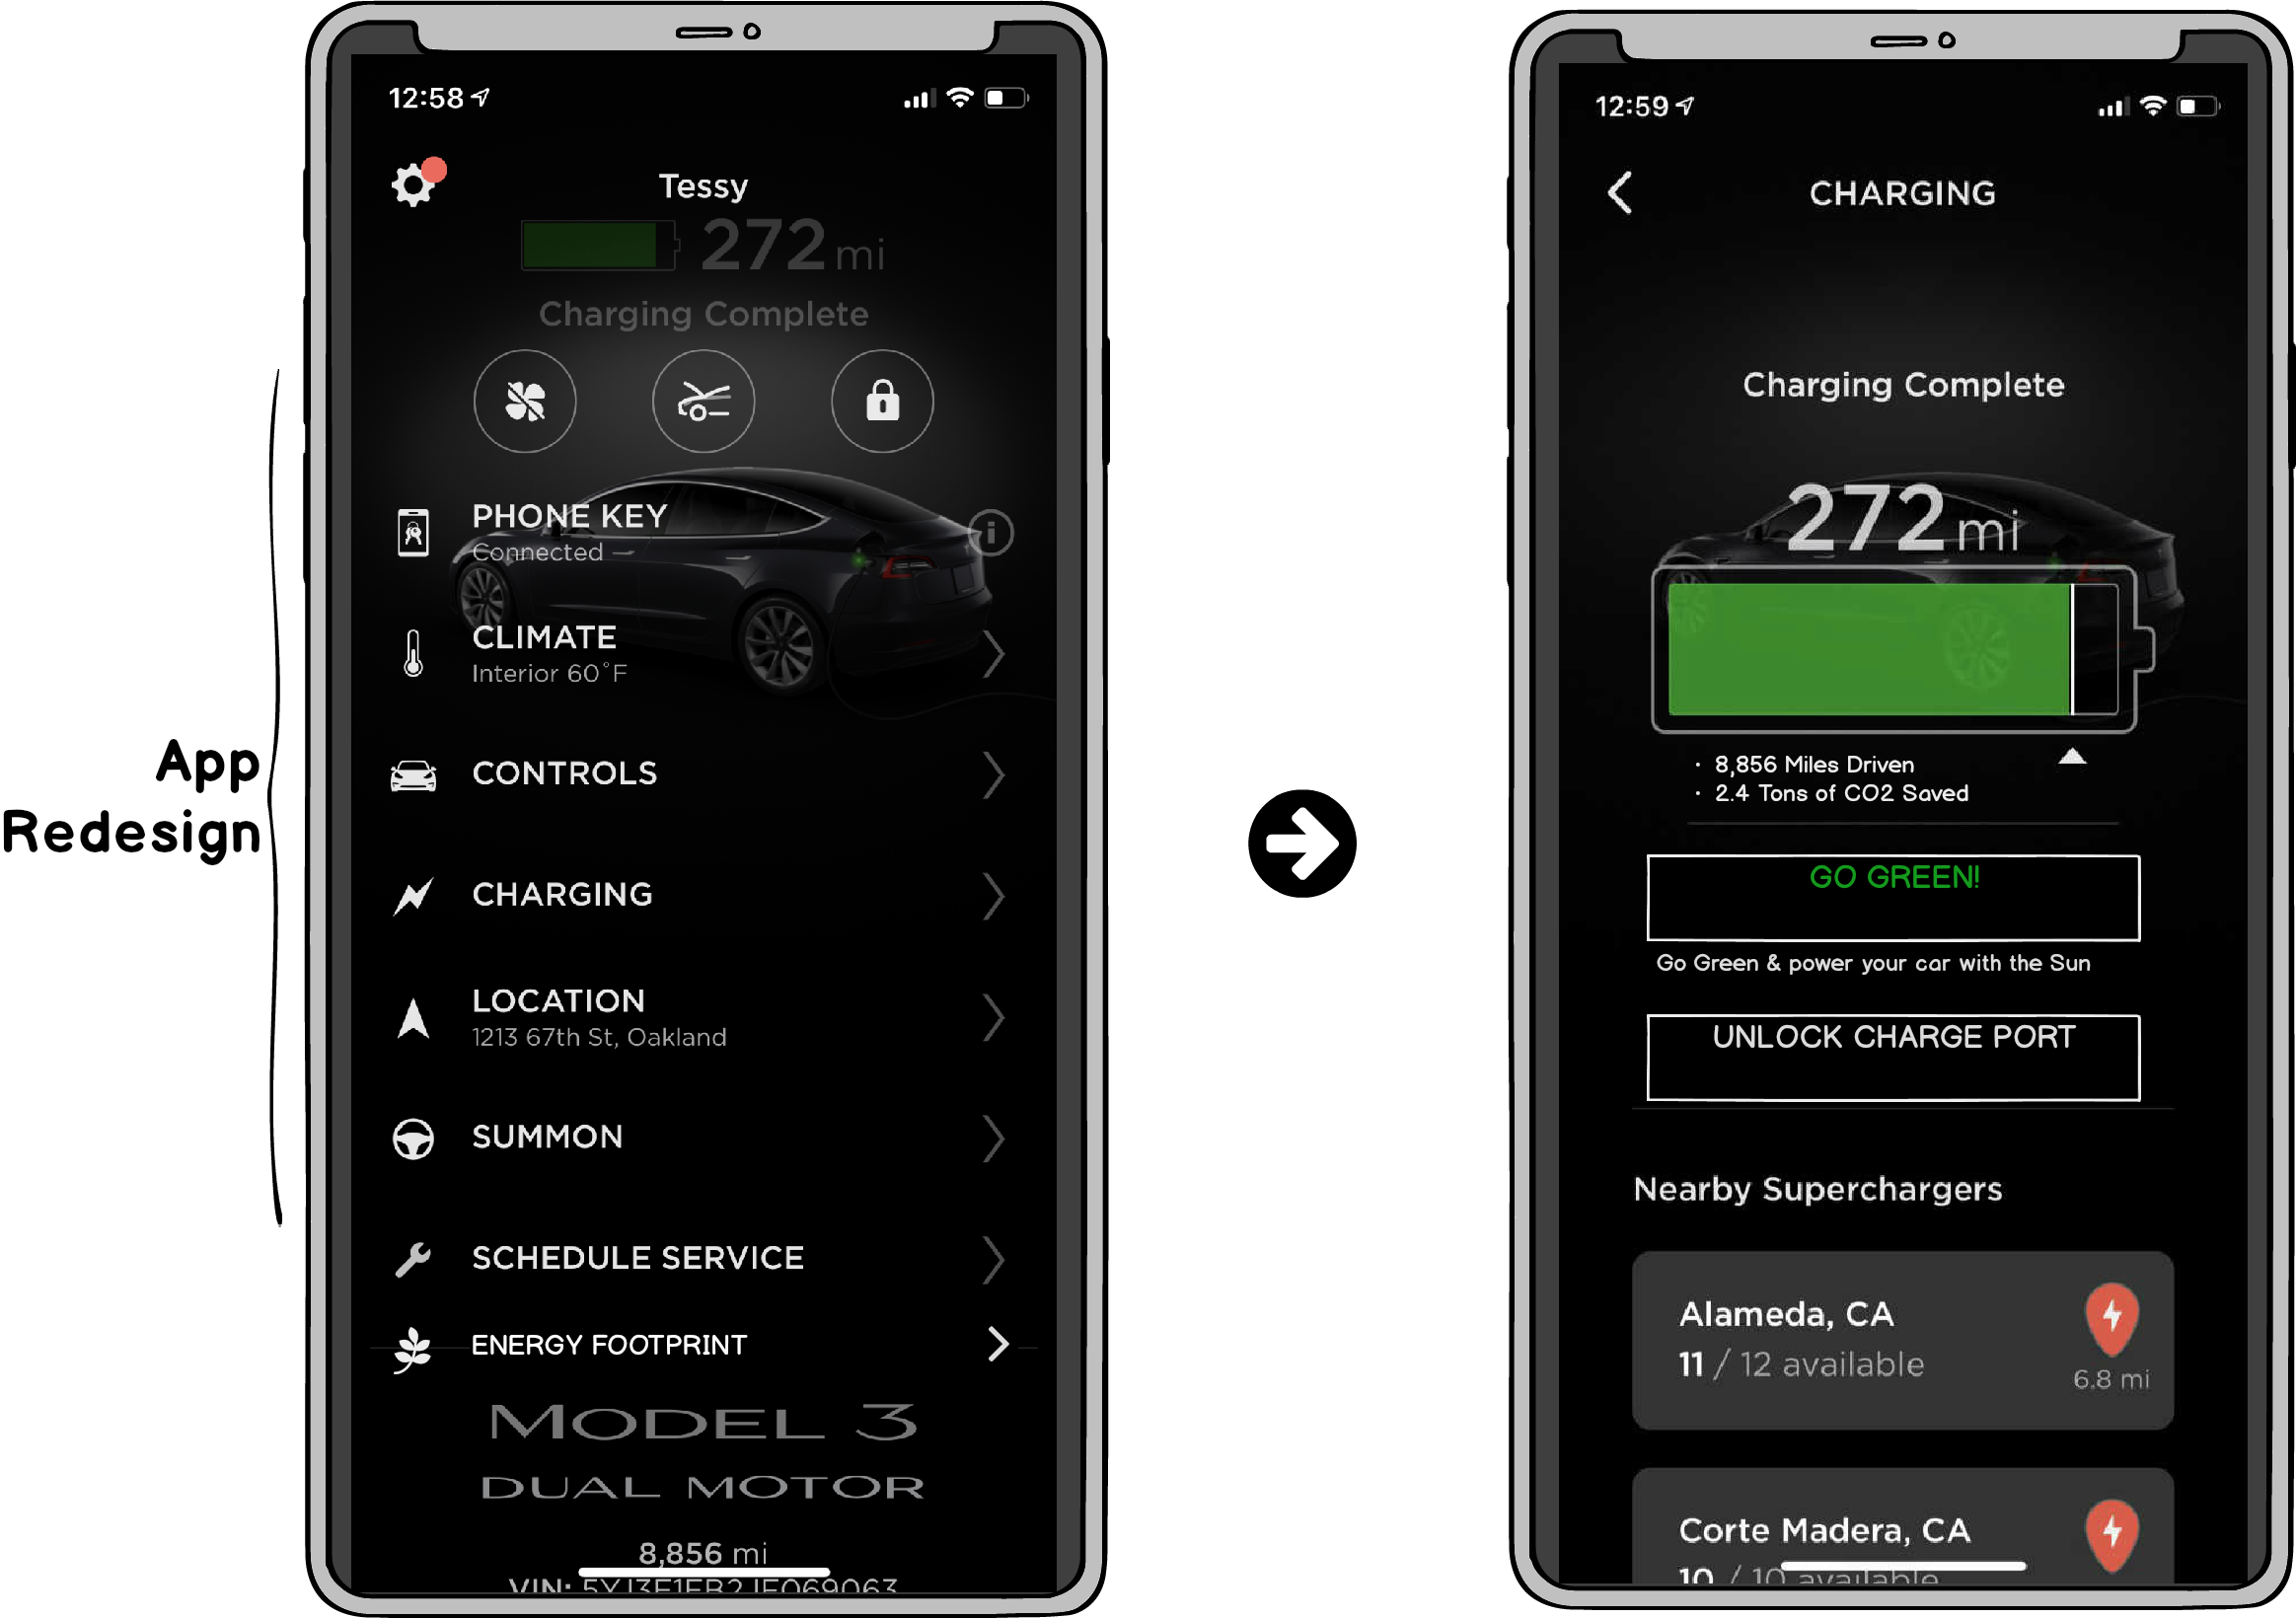 App
Redesign
12:58
Tessy
272 mi
Charging Complete
PHONE KEY
Connected
CLIMATE
Interior 60°F
CONTROLS
CHARGING
LOCATION
1213 67th St, Oakland
SUMMON
SCHEDULE SERVICE
ENERGY FOOTPRINT
MODEL 3
DUAL MOTOR
8,856 mi
VIN:
12:59
CHARGING
Charging Complete
272 mi
· 8,856 Miles Driven
· 2.4 Tons of CO2 Saved
GO GREEN!
Go Green & power your car with the Sun
UNLOCK CHARGE PORT
Nearby Superchargers
Alameda, CA
11 / 12 available
6.8 mi
Corte Madera, CA
10 / 10 available